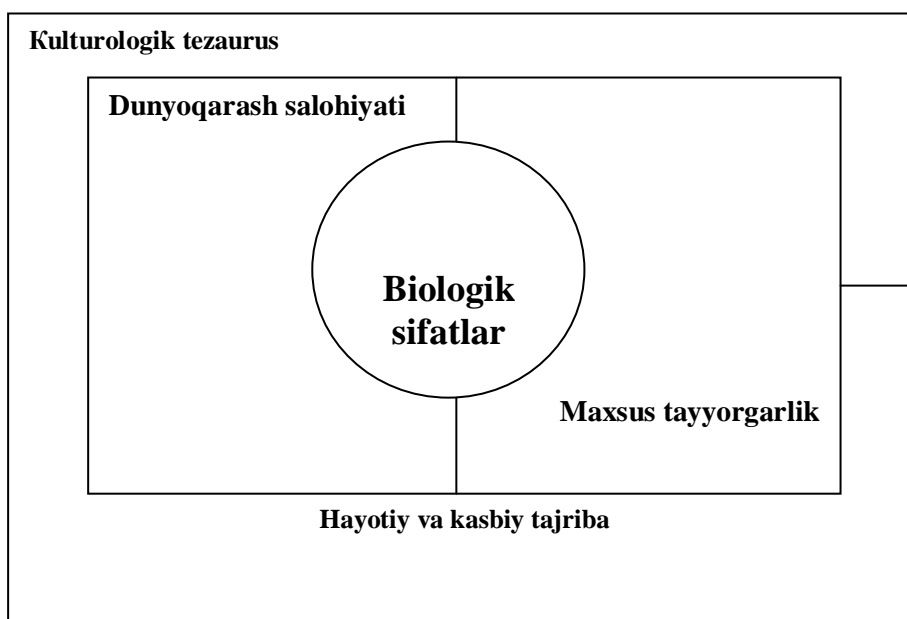 Kulturologik tezaurus
Dunyoqarash salohiyati
Biologik
sifatlar
Maxsus tayyorgarlik
Hayotiy va kasbiy tajriba